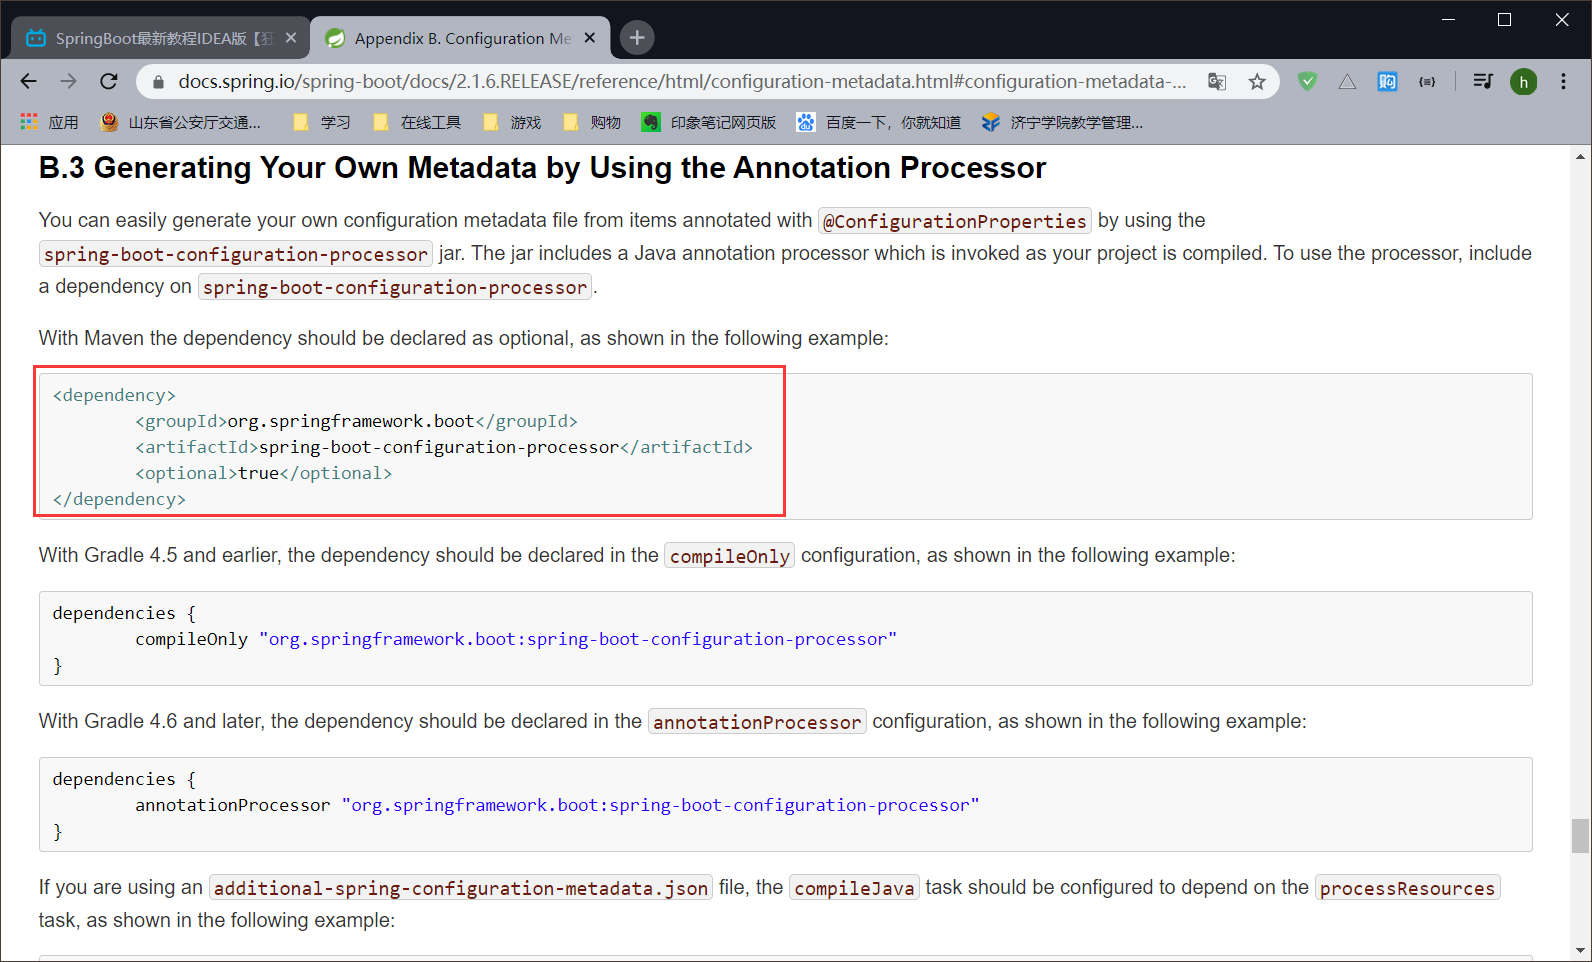 SpringBoot最新教程IDEA版【狂
Appendix B. Configuration Me
docs.spring.io/spring-boot/docs/2.1.6.RELEASE/reference/html/configuration-metadata.html#configuration-metadata-...
h
应用 山东省公安厅交通... 学习 在线工具 游戏 购物 印象笔记网页版 百度一下，你就知道 济宁学院教学管理...
B.3 Generating Your Own Metadata by Using the Annotation Processor
You can easily generate your own configuration metadata file from items annotated with @ConfigurationProperties by using the
spring-boot-configuration-processor jar. The jar includes a Java annotation processor which is invoked as your project is compiled. To use the processor, include
a dependency on spring-boot-configuration-processor.
With Maven the dependency should be declared as optional, as shown in the following example:
<dependency>
<groupId>org.springframework.boot</groupId>
<artifactId>spring-boot-configuration-processor</artifactId>
<optional>true</optional>
</dependency>
With Gradle 4.5 and earlier, the dependency should be declared in the compileOnly configuration, as shown in the following example:
dependencies {
compileOnly "org.springframework.boot:spring-boot-configuration-processor"
}
With Gradle 4.6 and later, the dependency should be declared in the annotationProcessor configuration, as shown in the following example:
dependencies {
annotationProcessor "org.springframework.boot:spring-boot-configuration-processor"
}
If you are using an additional-spring-configuration-metadata.json file, the compileJava task should be configured to depend on the processResources
task, as shown in the following example: